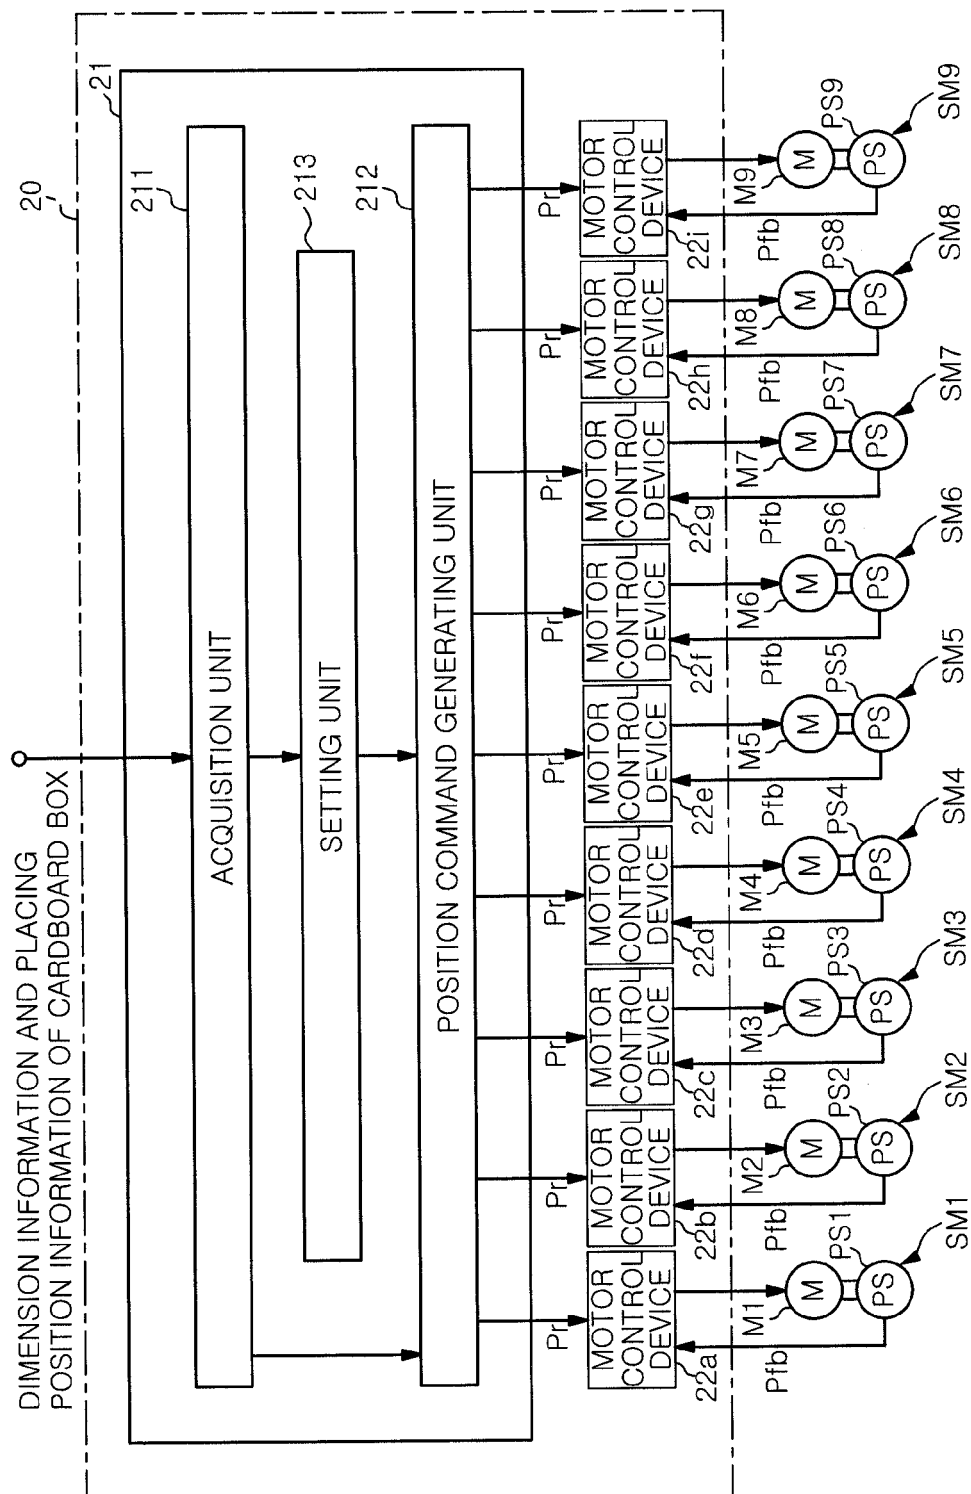 DIMENSION INFORMATION AND PLACING
POSITION INFORMATION OF CARDBOARD BOX
20
21
211
ACQUISITION UNIT
213
SETTING UNIT
212
POSITION COMMAND GENERATING UNIT
Pr
Pr
Pr
Pr
Pr
Pr
Pr
Pr
Pr
MOTOR
CONTROL
DEVICE
MOTOR
CONTROL
DEVICE
MOTOR
CONTROL
DEVICE
MOTOR
CONTROL
DEVICE
MOTOR
CONTROL
DEVICE
MOTOR
CONTROL
DEVICE
MOTOR
CONTROL
DEVICE
MOTOR
CONTROL
DEVICE
MOTOR
CONTROL
DEVICE
22a
22b
22c
22d
22e
22f
22g
22h
22i
M1
M
M2
M
M3
M
M4
M
M5
M
M6
M
M7
M
M8
M
M9
M
Pfb
PS1
Pfb
PS2
Pfb
PS3
Pfb
PS4
Pfb
PS5
Pfb
PS6
Pfb
PS7
Pfb
PS8
Pfb
PS9
PS
PS
PS
PS
PS
PS
PS
PS
PS
SM1
SM2
SM3
SM4
SM5
SM6
SM7
SM8
SM9